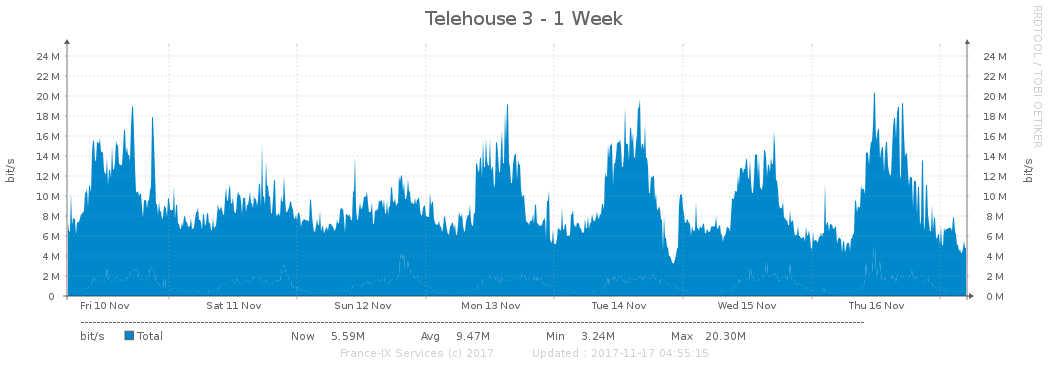 Telehouse 3 - 1 Week
RRDTOOL / TOBI OETIKER
bit/s
24 M 24 M
22 M 22 M
20 M 20 M
18 M 18 M
16 M 16 M
14 M 14 M
12 M 12 M
10 M 10 M
8 M 8 M
6 M 6 M
4 M 4 M
2 M 2 M
0 0 M
bit/s
Fri 10 Nov Sat 11 Nov Sun 12 Nov Mon 13 Nov Tue 14 Nov Wed 15 Nov Thu 16 Nov
bit/s Total Now 5.59M Avg 9.47M Min 3.24M Max 20.30M
France-IX Services (c) 2017 Updated : 2017-11-17 04:55:15